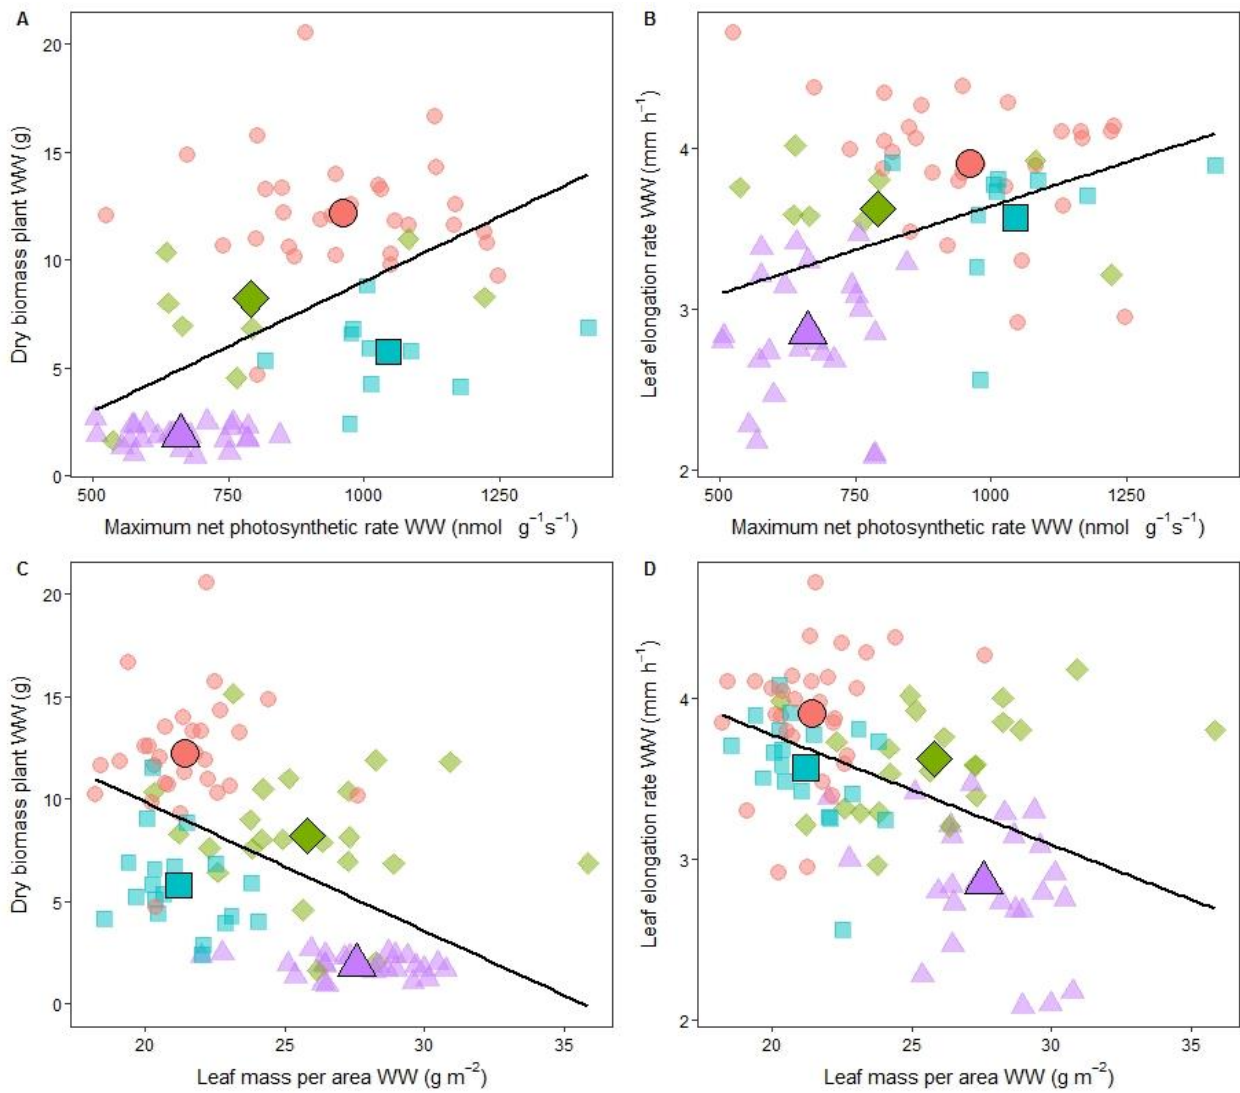 A
B
20
15
10
5
0
Dry biomass plant WW (g)
4
3
2
Leaf elongation rate WW (mm h⁻¹)
500 750 1000 1250
500 750 1000 1250
Maximum net photosynthetic rate WW (nmol g⁻¹s⁻¹)
Maximum net photosynthetic rate WW (nmol g⁻¹s⁻¹)
C
D
20
15
10
5
0
Dry biomass plant WW (g)
4
3
2
Leaf elongation rate WW (mm h⁻¹)
20 25 30 35
20 25 30 35
Leaf mass per area WW (g m⁻²)
Leaf mass per area WW (g m⁻²)